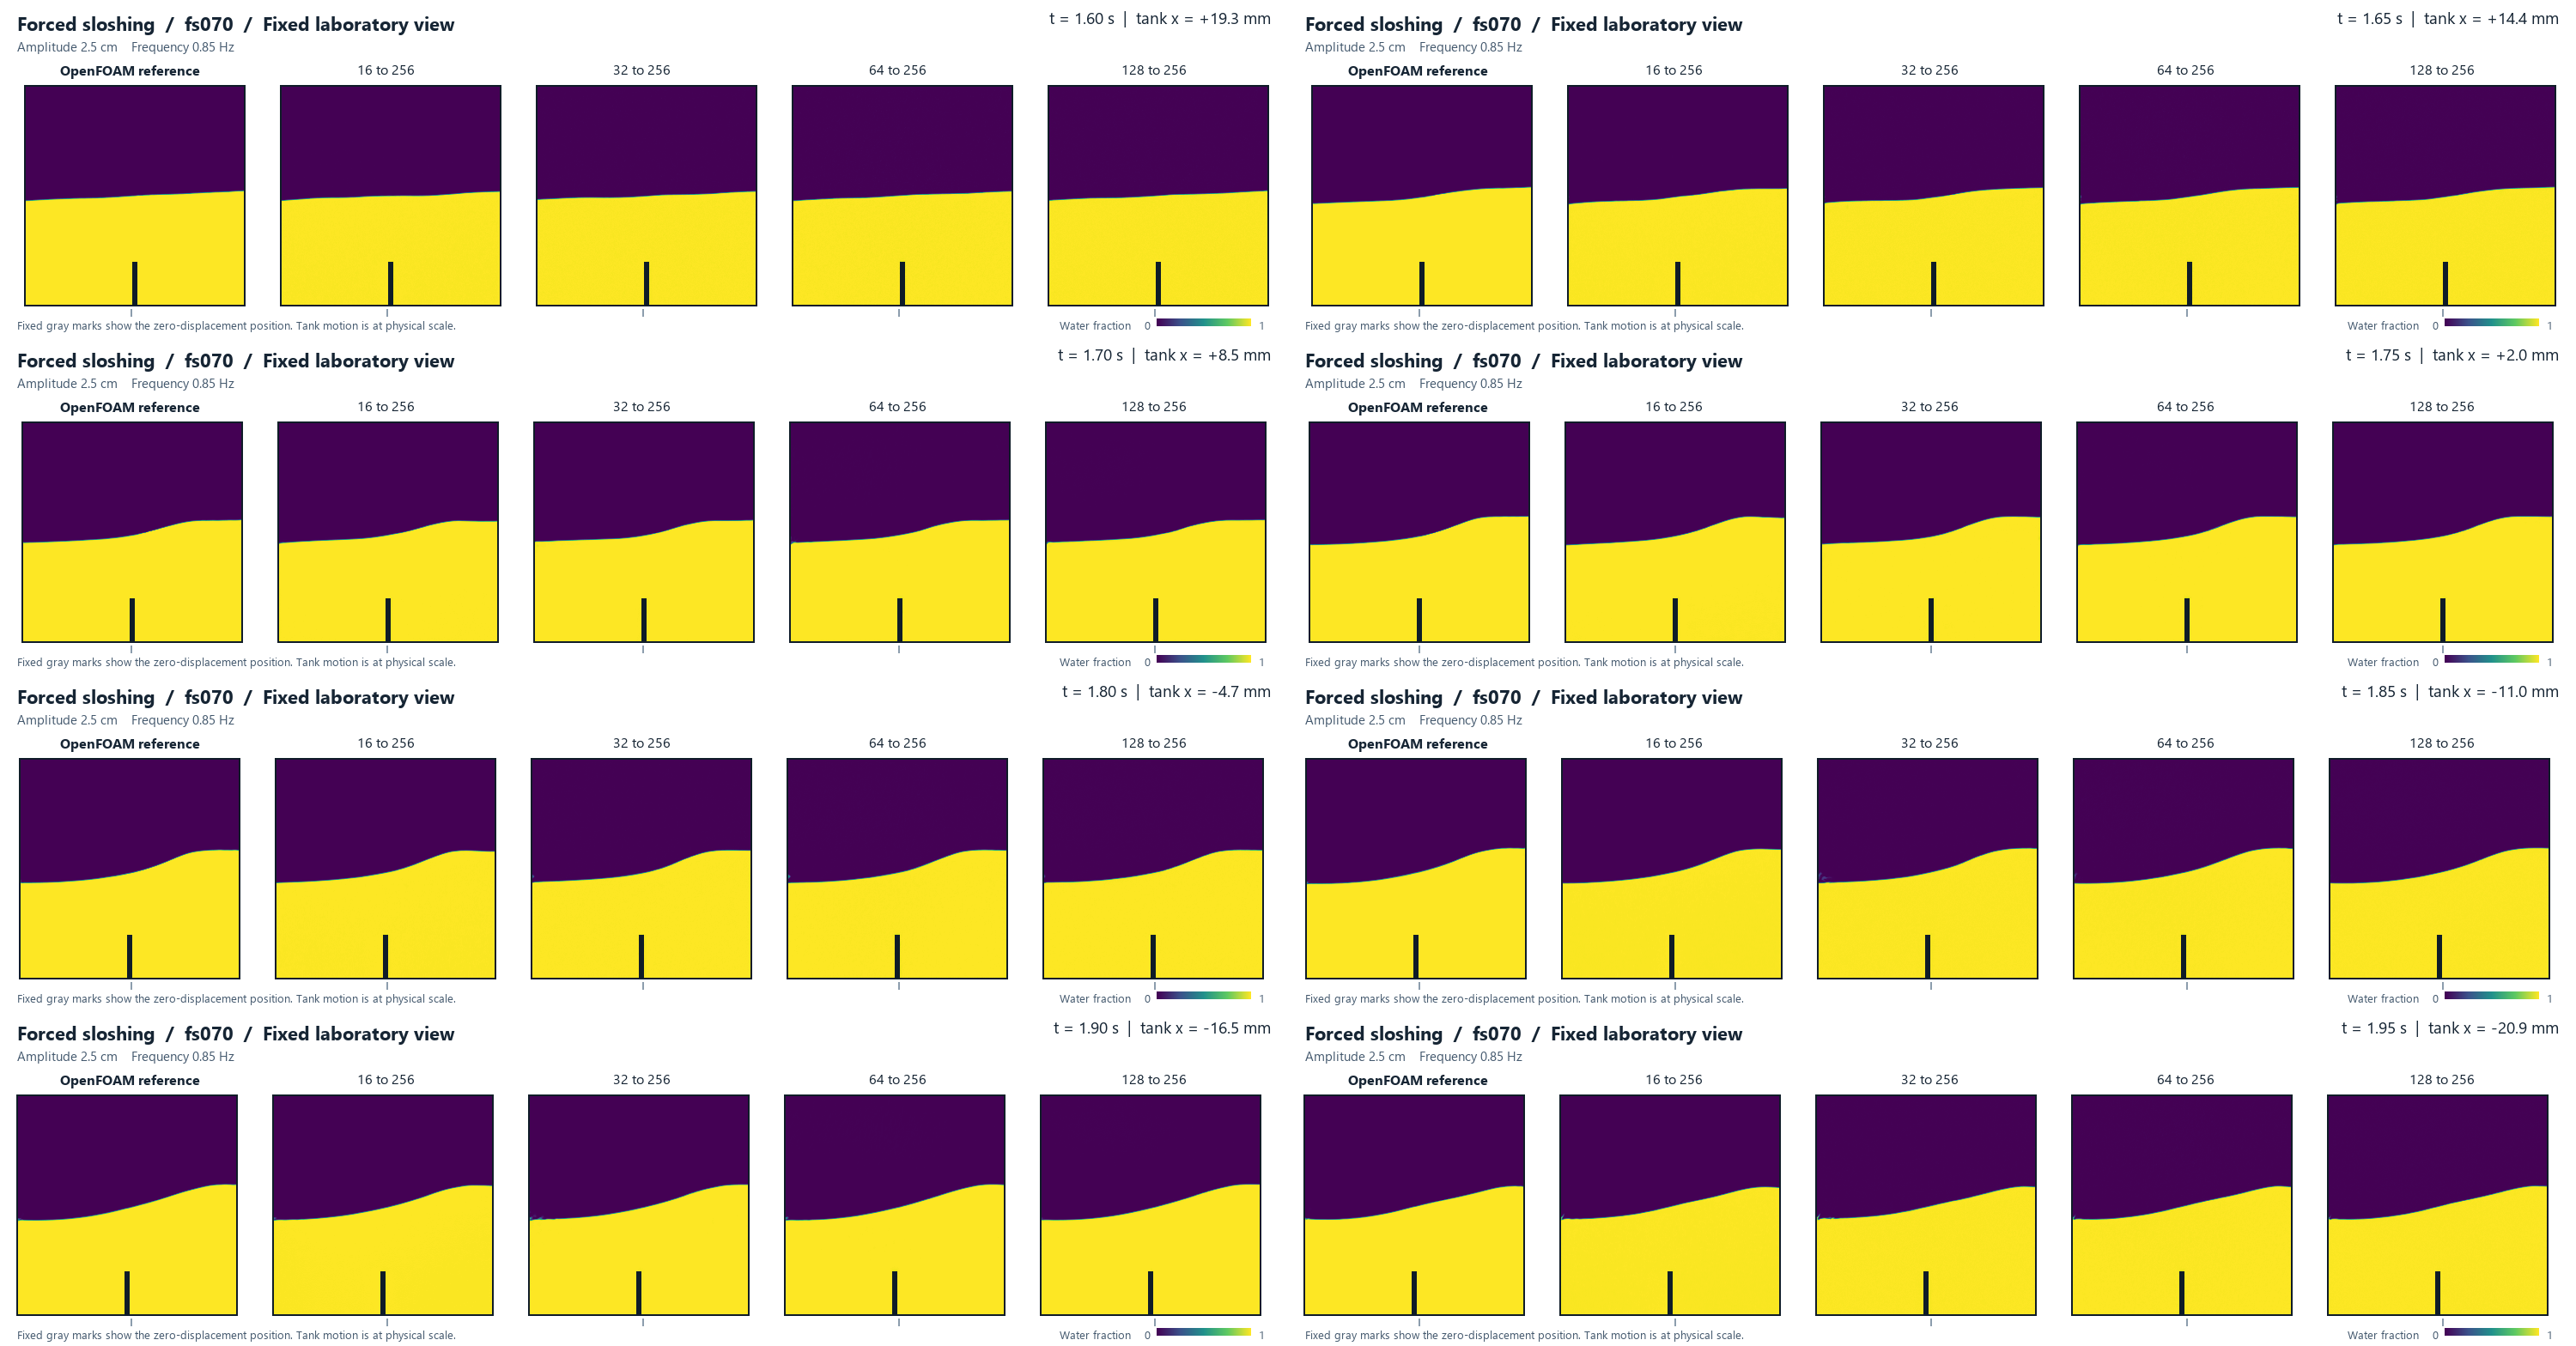 Forced sloshing / fs070 / Fixed laboratory view
t = 1.60 s | tank x = +19.3 mm
Amplitude 2.5 cm Frequency 0.85 Hz
OpenFOAM reference
16 to 256
32 to 256
64 to 256
128 to 256
Fixed gray marks show the zero-displacement position. Tank motion is at physical scale.
Water fraction 0 1
Forced sloshing / fs070 / Fixed laboratory view
t = 1.65 s | tank x = +14.4 mm
Amplitude 2.5 cm Frequency 0.85 Hz
OpenFOAM reference
16 to 256
32 to 256
64 to 256
128 to 256
Fixed gray marks show the zero-displacement position. Tank motion is at physical scale.
Water fraction 0 1
Forced sloshing / fs070 / Fixed laboratory view
t = 1.70 s | tank x = +8.5 mm
Amplitude 2.5 cm Frequency 0.85 Hz
OpenFOAM reference
16 to 256
32 to 256
64 to 256
128 to 256
Fixed gray marks show the zero-displacement position. Tank motion is at physical scale.
Water fraction 0 1
Forced sloshing / fs070 / Fixed laboratory view
t = 1.75 s | tank x = +2.0 mm
Amplitude 2.5 cm Frequency 0.85 Hz
OpenFOAM reference
16 to 256
32 to 256
64 to 256
128 to 256
Fixed gray marks show the zero-displacement position. Tank motion is at physical scale.
Water fraction 0 1
Forced sloshing / fs070 / Fixed laboratory view
t = 1.80 s | tank x = -4.7 mm
Amplitude 2.5 cm Frequency 0.85 Hz
OpenFOAM reference
16 to 256
32 to 256
64 to 256
128 to 256
Fixed gray marks show the zero-displacement position. Tank motion is at physical scale.
Water fraction 0 1
Forced sloshing / fs070 / Fixed laboratory view
t = 1.85 s | tank x = -11.0 mm
Amplitude 2.5 cm Frequency 0.85 Hz
OpenFOAM reference
16 to 256
32 to 256
64 to 256
128 to 256
Fixed gray marks show the zero-displacement position. Tank motion is at physical scale.
Water fraction 0 1
Forced sloshing / fs070 / Fixed laboratory view
t = 1.90 s | tank x = -16.5 mm
Amplitude 2.5 cm Frequency 0.85 Hz
OpenFOAM reference
16 to 256
32 to 256
64 to 256
128 to 256
Fixed gray marks show the zero-displacement position. Tank motion is at physical scale.
Water fraction 0 1
Forced sloshing / fs070 / Fixed laboratory view
t = 1.95 s | tank x = -20.9 mm
Amplitude 2.5 cm Frequency 0.85 Hz
OpenFOAM reference
16 to 256
32 to 256
64 to 256
128 to 256
Fixed gray marks show the zero-displacement position. Tank motion is at physical scale.
Water fraction 0 1